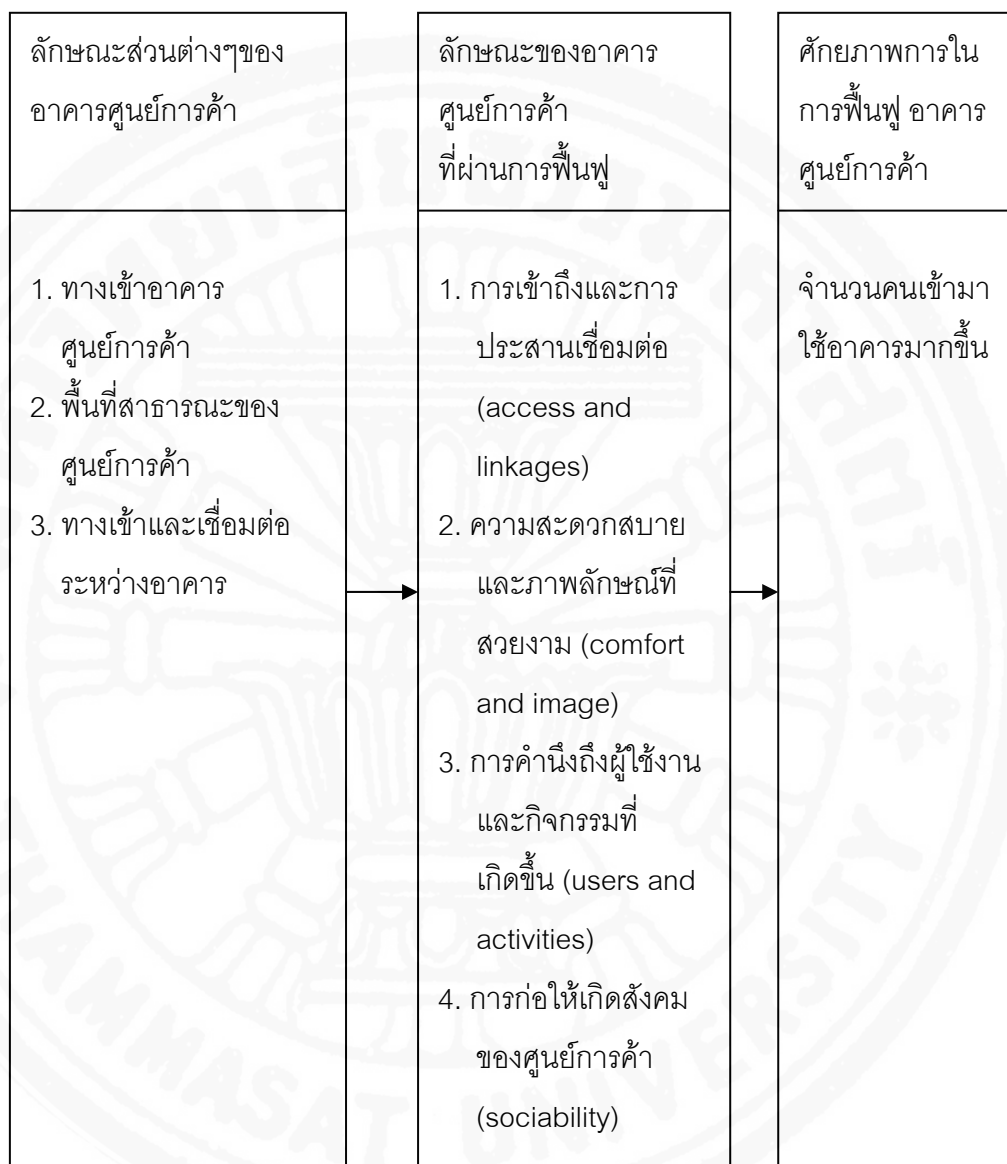 ลักษณะส่วนต่างๆของ
อาคารศูนย์การค้า
1. ทางเข้าอาคาร
ศูนย์การค้า
2. พื้นที่สาธารณะของ
ศูนย์การค้า
3. ทางเข้าและเชื่อมต่อ
ระหว่างอาคาร
ลักษณะของอาคาร
ศูนย์การค้า
ที่ผ่านการฟื้นฟู
1. การเข้าถึงและการ
ประสานเชื่อมต่อ
(access and
linkages)
2. ความสะดวกสบาย
และภาพลักษณ์ที่
สวยงาม (comfort
and image)
3. การคำนึงถึงผู้ใช้งาน
และกิจกรรมที่
เกิดขึ้น (users and
activities)
4. การก่อให้เกิดสังคม
ของศูนย์การค้า
(sociability)
ศักยภาพการใน
การฟื้นฟู อาคาร
ศูนย์การค้า
จำนวนคนเข้ามา
ใช้อาคารมากขึ้น
THAMMASAT UNIVERSITY